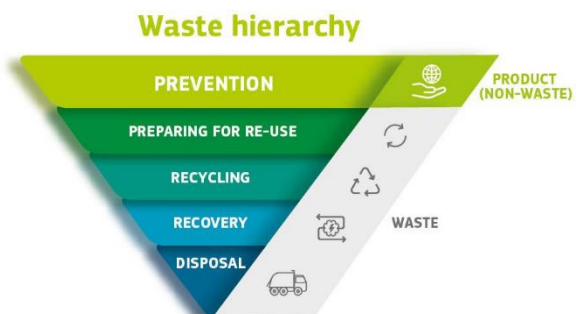 Waste hierarchy
PREVENTION
PRODUCT
(NON-WASTE)
PREPARING FOR RE-USE
RECYCLING
RECOVERY
WASTE
DISPOSAL